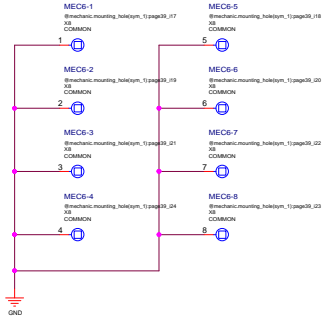 MEC6-1
@mechanic.mounting_hole(sym_1):page39_i17
X8
COMMON
1
MEC6-5
@mechanic.mounting_hole(sym_1):page39_i18
X8
COMMON
5
MEC6-2
@mechanic.mounting_hole(sym_1):page39_i19
X8
COMMON
2
MEC6-6
@mechanic.mounting_hole(sym_1):page39_i20
X8
COMMON
6
MEC6-3
@mechanic.mounting_hole(sym_1):page39_i21
X8
COMMON
3
MEC6-7
@mechanic.mounting_hole(sym_1):page39_i22
X8
COMMON
7
MEC6-4
@mechanic.mounting_hole(sym_1):page39_i24
X8
COMMON
4
MEC6-8
@mechanic.mounting_hole(sym_1):page39_i23
X8
COMMON
8
GND